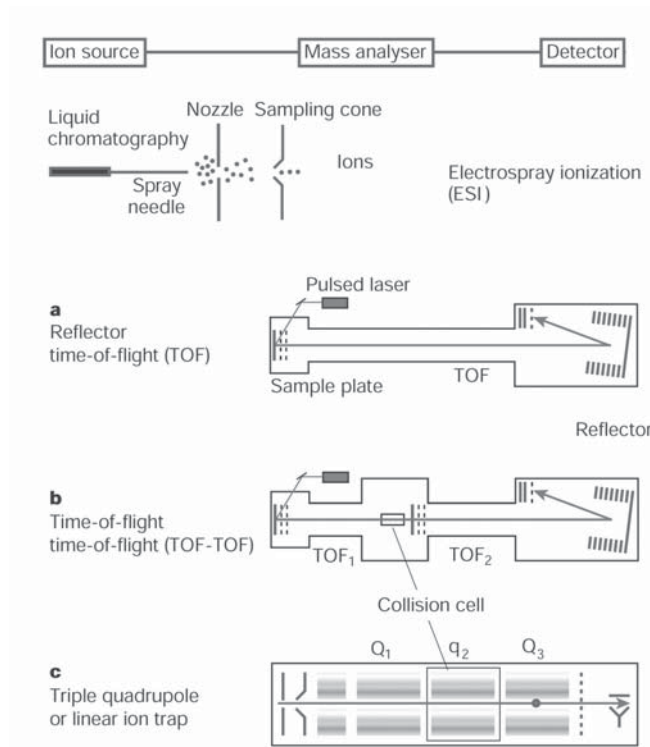 Ion source Mass analyser Detector
Nozzle Sampling cone
Liquid
chromatography
Ions
Spray
needle
Electrospray ionization
(ESI)
Pulsed laser
a
Reflector
time-of-flight (TOF)
Sample plate
TOF
Reflector
b
Time-of-flight
time-of-flight (TOF-TOF)
TOF₁ TOF₂
Collision cell
Q₁ q₂ Q₃
c
Triple quadrupole
or linear ion trap